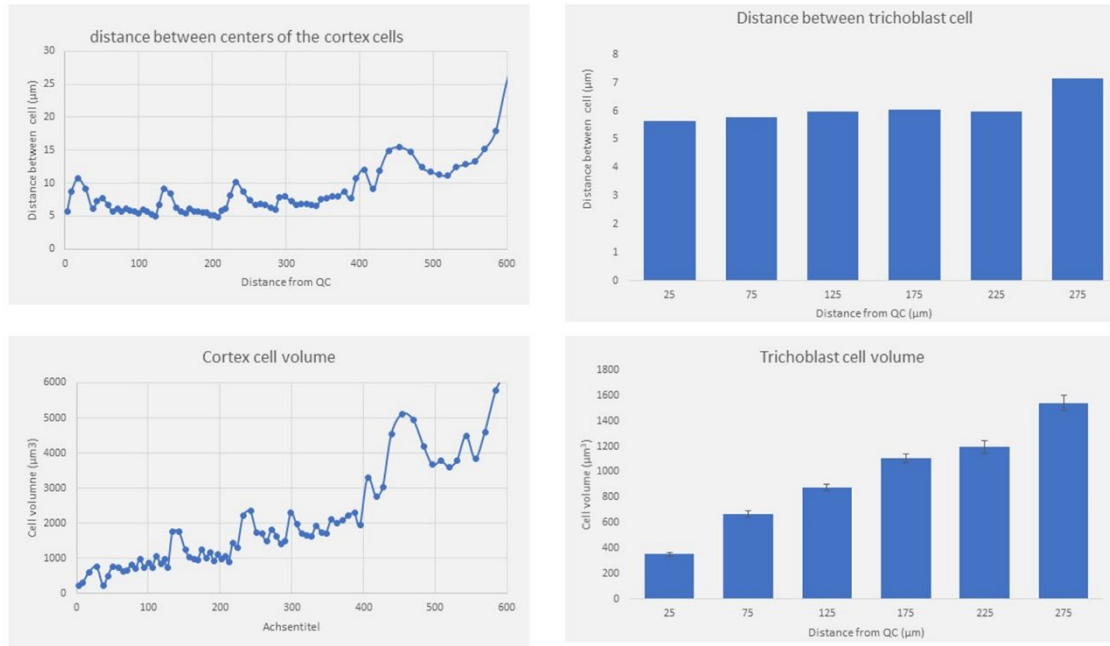 distance between centers of the cortex cells
30
25
20
15
10
5
0
Distance between cell (µm)
0 100 200 300 400 500 600
Distance from QC
Distance between trichoblast cell
8
7
6
5
4
3
2
1
0
Distance between cell (µm)
25 75 125 175 225 275
Distance from QC (µm)
Cortex cell volume
6000
5000
4000
3000
2000
1000
0
Cell volumne (µm3)
0 100 200 300 400 500 600
Achsentitel
Trichoblast cell volume
1800
1600
1400
1200
1000
800
600
400
200
0
Cell volume (µm³)
25 75 125 175 225 275
Distance from QC (µm)